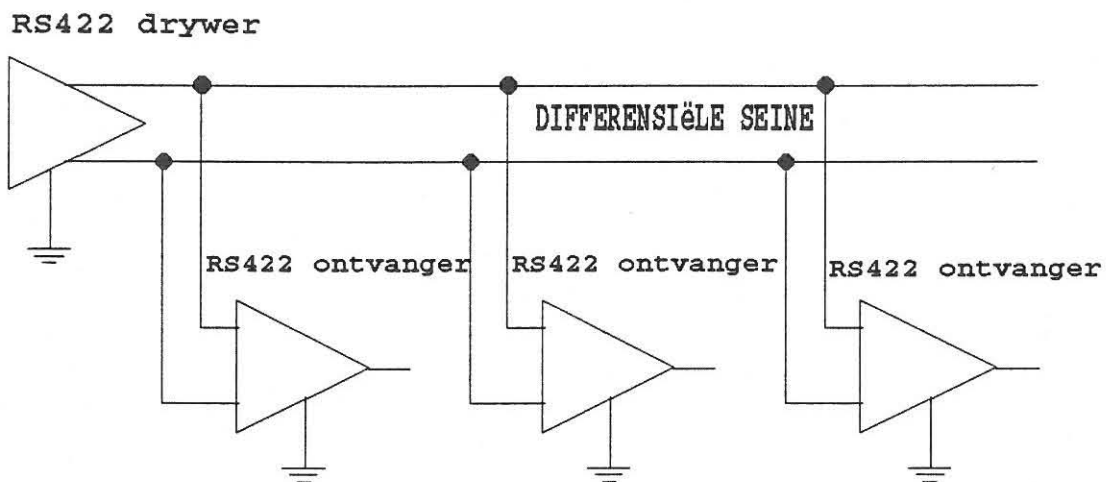 RS422 drywer
DIFFERENSIëLE SEINE
RS422 ontvanger
RS422 ontvanger
RS422 ontvanger